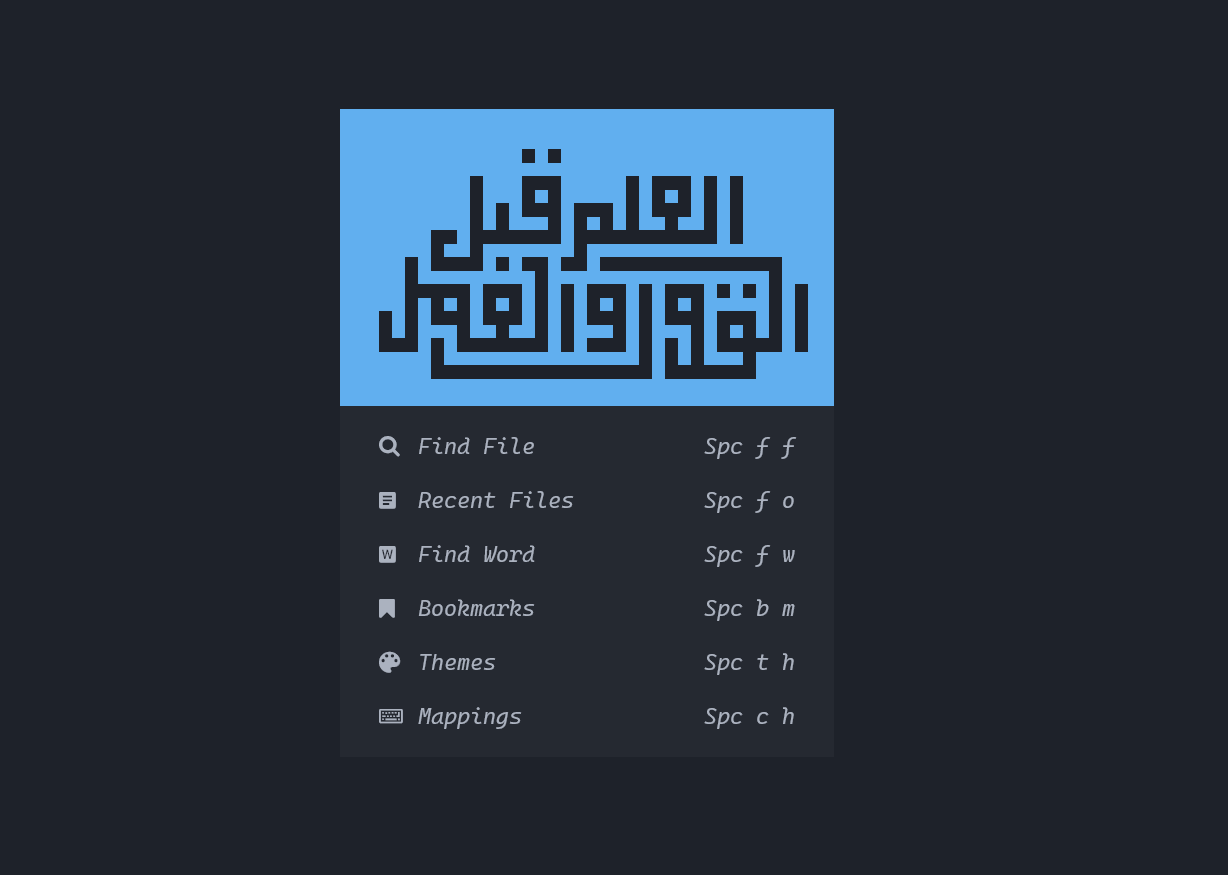 العلم قبل
القول والعمل
Find File Spc f f
Recent Files Spc f o
Find Word Spc f w
Bookmarks Spc b m
Themes Spc t h
Mappings Spc c h